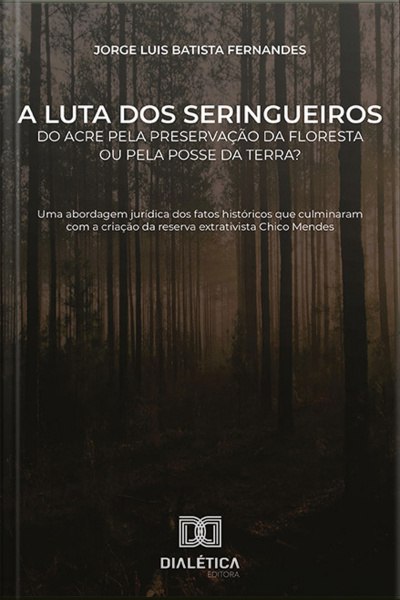 JORGE LUIS BATISTA FERNANDES
A LUTA DOS SERINGUEIROS
DO ACRE PELA PRESERVAÇÃO DA FLORESTA
OU PELA POSSE DA TERRA?
Uma abordagem jurídica dos fatos históricos que culminaram
com a criação da reserva extrativista Chico Mendes
DIALÉTICA
EDITORA